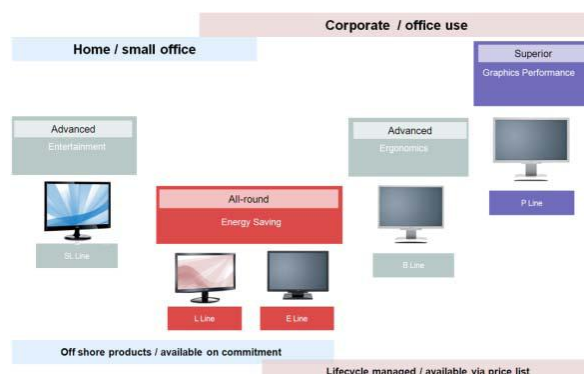 Corporate / office use
Home / small office
Superior
Graphics Performance
Advanced
Entertainment
Advanced
Ergonomics
All-round
Energy Saving
P Line
SL Line
B Line
L Line
E Line
Off shore products / available on commitment
Lifecycle managed / available via price list